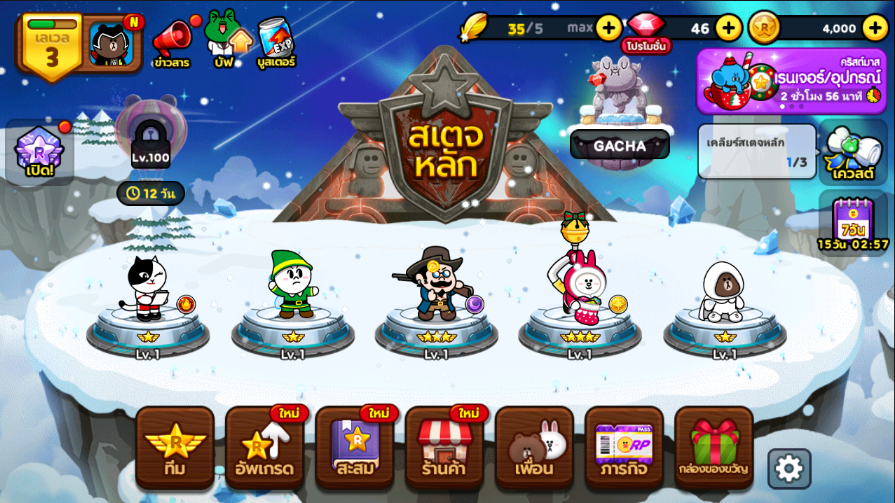 เลเวล
3
N
ข่าวสาร
บัฟ
EXP
บูสเตอร์
35/5 max
46
โปรโมชั่น
4,000
คริสต์มาส
เรนเจอร์/อุปกรณ์
2 ชั่วโมง 56 นาที
R
เปิด!
Lv.100
12 วัน
สเตจ
หลัก
GACHA
เคลียร์สเตจหลัก
1/3
เควสต์
7วัน
15วัน 02:57
Lv. 1
Lv. 1
Lv. 1
Lv. 1
Lv. 1
R
ทีม
ใหม่
R
อัพเกรด
ใหม่
R
สะสม
ใหม่
ร้านค้า
เพื่อน
PASS
RP
ภารกิจ
กล่องของขวัญ